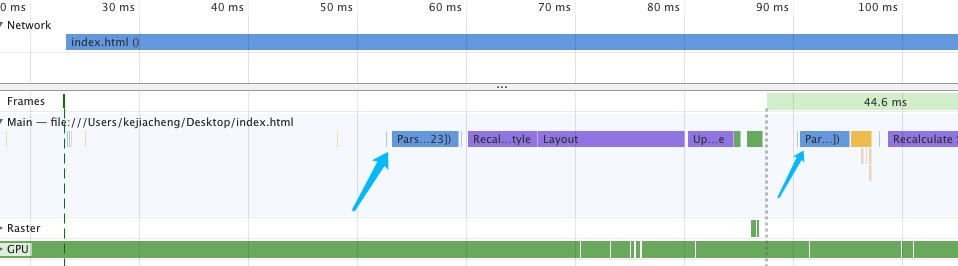 0 ms 30 ms 40 ms 50 ms 60 ms 70 ms 80 ms 90 ms 100 ms
Network
index.html ()
...
Frames
44.6 ms
Main — file:///Users/kejiacheng/Desktop/index.html
Pars...23]) Recal...tyle Layout Up...e Par...]) Recalculate
Raster
GPU